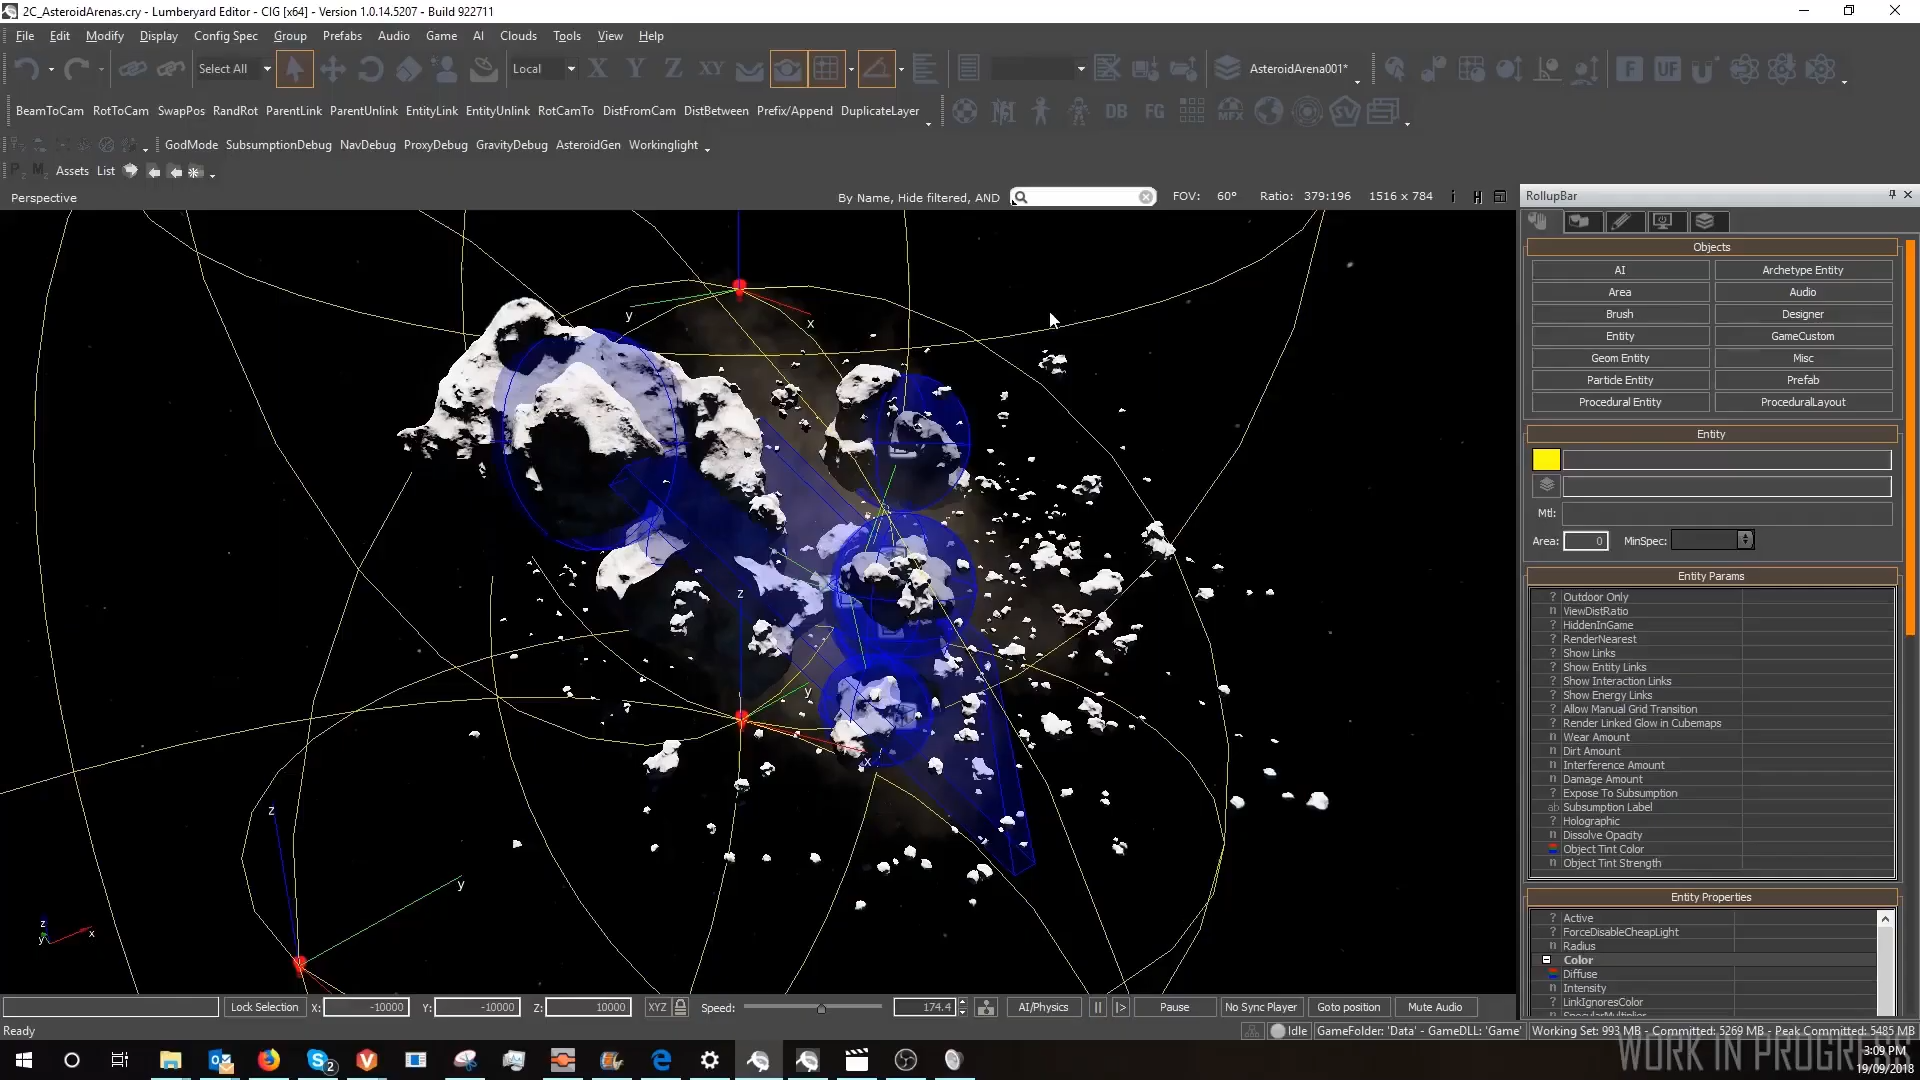 2C_AsteroidArenas.cry - Lumberyard Editor - CIG [x64] - Version 1.0.14.5207 - Build 922711
File Edit Modify Display Config Spec Group Prefabs Audio Game AI Clouds Tools View Help
Select All Local X Y Z XY AsteroidArena001* F UF
BeamToCam RotToCam SwapPos RandRot ParentLink ParentUnlink EntityLink EntityUnlink RotCamTo DistFromCam DistBetween Prefix/Append DuplicateLayer DB FG MFX SV
GodMode SubsumptionDebug NavDebug ProxyDebug GravityDebug AsteroidGen Workinglight
Assets List
Perspective By Name, Hide filtered, AND FOV: 60° Ratio: 379:196 1516 x 784
RollupBar
Objects
AI Archetype Entity
Area Audio
Brush Designer
Entity GameCustom
Geom Entity Misc
Particle Entity Prefab
Procedural Entity ProceduralLayout
Entity
Mtl:
Area: 0 MinSpec:
Entity Params
? Outdoor Only
n ViewDistRatio
? HiddenInGame
? RenderNearest
? Show Links
? Show Entity Links
? Show Interaction Links
? Show Energy Links
? Allow Manual Grid Transition
? Render Linked Glow in Cubemaps
n Wear Amount
n Dirt Amount
n Interference Amount
n Damage Amount
? Expose To Subsumption
ab Subsumption Label
? Holographic
n Dissolve Opacity
Object Tint Color
n Object Tint Strength
Entity Properties
? Active
? ForceDisableCheapLight
n Radius
Color
Diffuse
n Intensity
? LinkIgnoresColor
n SpecularMultiplier
y
x
z
y
x
z
y
z
y
x
Lock Selection X: -10000 Y: -10000 Z: 10000 XYZ Speed: 174.4 AI/Physics Pause No Sync Player Goto position Mute Audio
Ready Idle GameFolder: 'Data' - GameDLL: 'Game' Working Set: 993 MB - Committed: 5269 MB - Peak Committed: 5485 MB
WORK IN PROGRESS
2
3:09 PM
19/09/2018